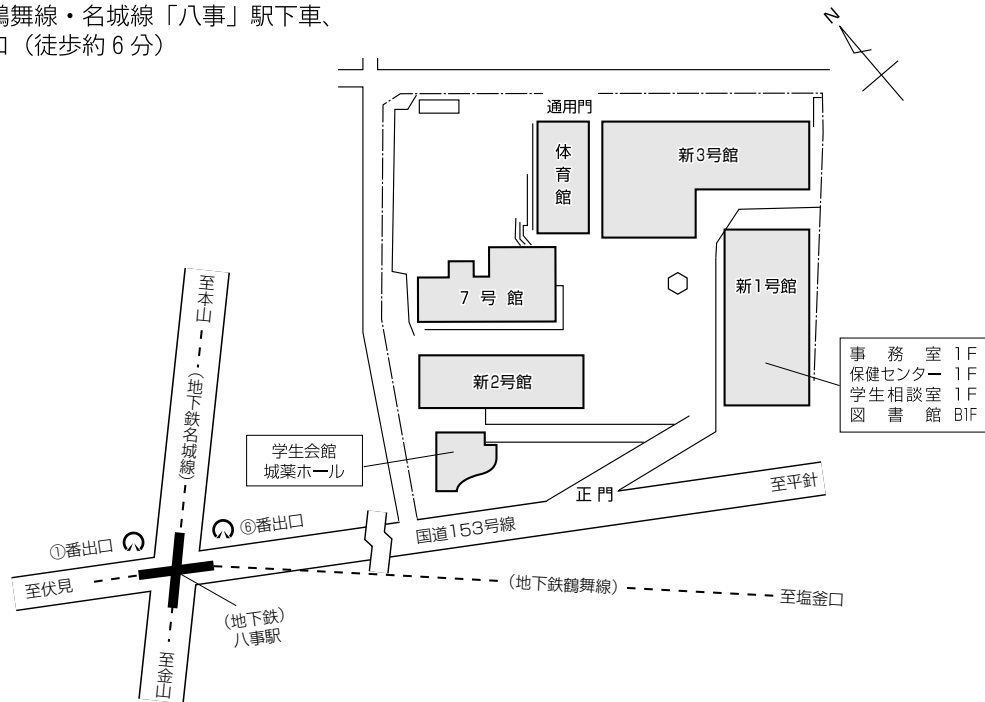 鶴舞線・名城線「八事」駅下車、
口（徒歩約６分）
N
通用門
体育館
新3号館
7 号 館
新1号館
新2号館
事 務 室 1F
保健センター 1F
学生相談室 1F
図 書 館 B1F
学生会館
城薬ホール
正門
至平針
国道153号線
至本山
（地下鉄名城線）
①番出口
⑥番出口
至伏見
（地下鉄）
八事駅
（地下鉄鶴舞線）
至塩釜口
至金山